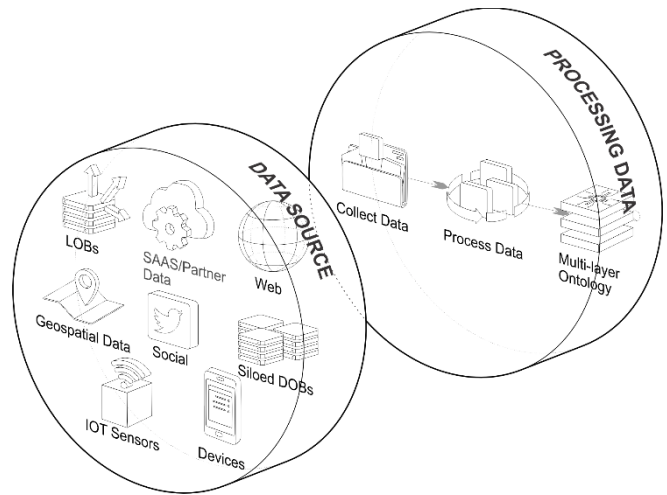 DATA SOURCE
LOBs
SAAS/Partner
Data
Web
Geospatial Data
Social
Siloed DOBs
IOT Sensors
Devices
PROCESSING DATA
Collect Data
Process Data
Multi-layer
Ontology